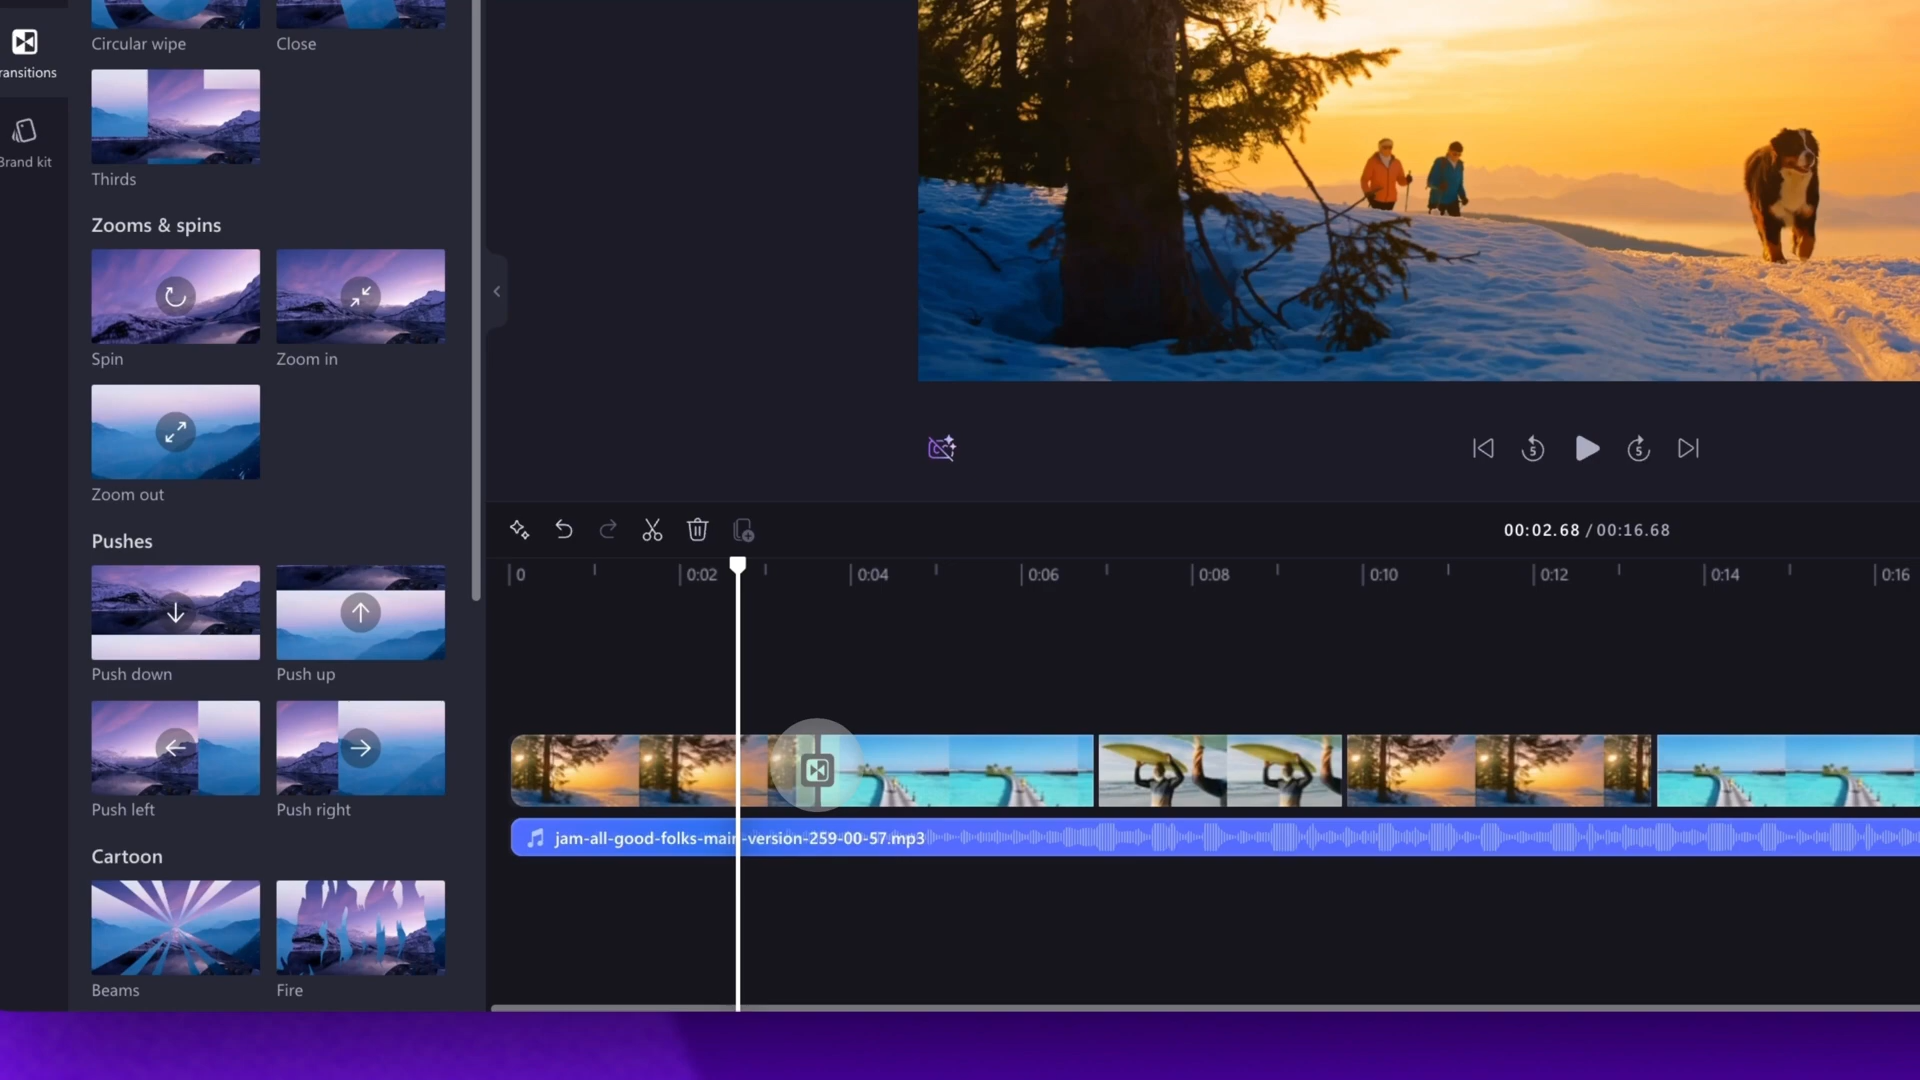 Circular wipe
Close
ransitions
Thirds
Brand kit
Zooms & spins
Spin
Zoom in
Zoom out
Pushes
Push down
Push up
Push left
Push right
Cartoon
Beams
Fire
5
5
00:02.68 / 00:16.68
0
0:02
0:04
0:06
0:08
0:10
0:12
0:14
0:16
jam-all-good-folks-main-version-259-00-57.mp3